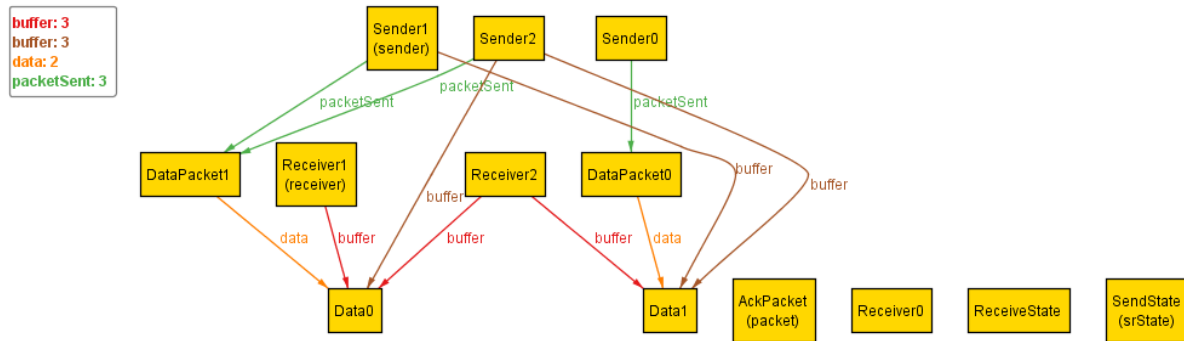 buffer: 3
buffer: 3
data: 2
packetSent: 3
Sender1
(sender)
Sender2
Sender0
packetSent
packetSent
packetSent
DataPacket1
Receiver1
(receiver)
Receiver2
DataPacket0
buffer
buffer
buffer
data
buffer
buffer
buffer
data
Data0
Data1
AckPacket
(packet)
Receiver0
ReceiveState
SendState
(srState)